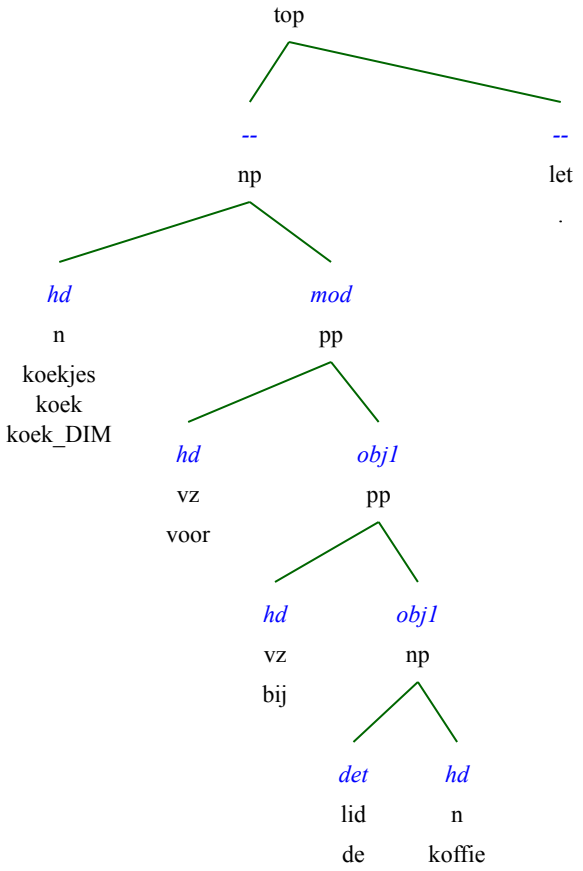 top
-- --
np let
.
hd mod
n pp
koekjes
koek
koek_DIM
hd obj1
vz pp
voor
hd obj1
vz np
bij
det hd
lid n
de koffie